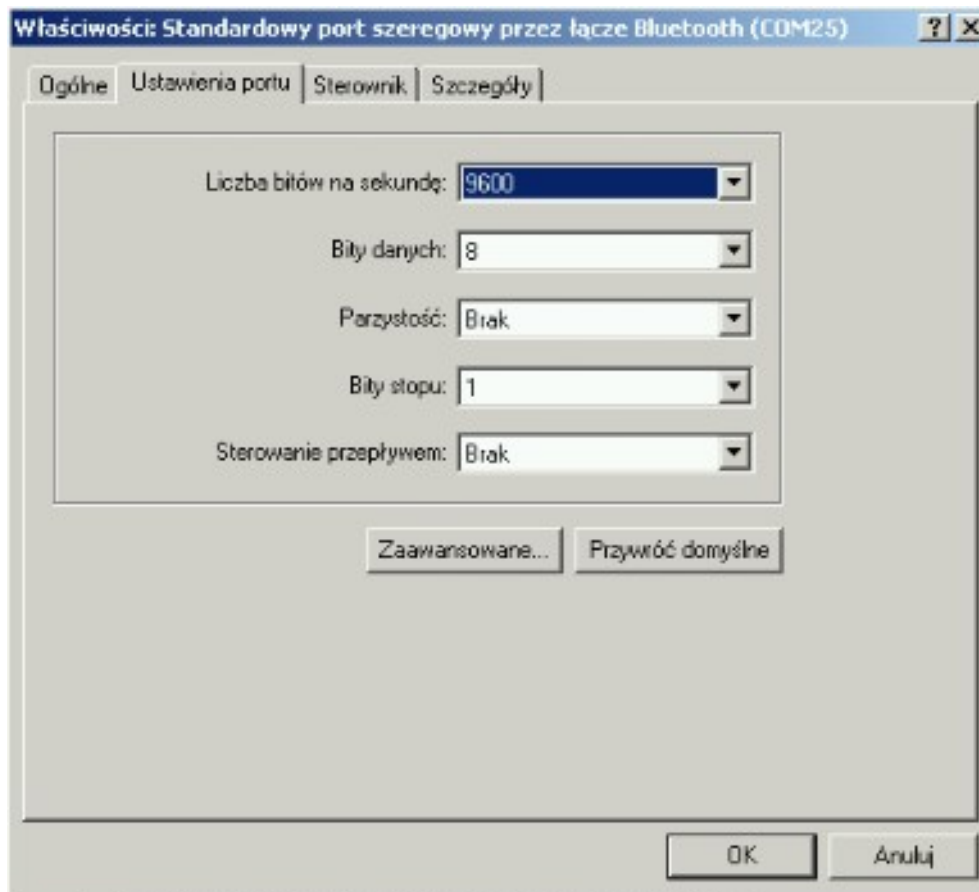 Właściwości: Standardowy port szeregowy przez łącze Bluetooth (COM25)
Ogólne Ustawienia portu Sterownik Szczegóły
Liczba bitów na sekundę: 9600
Bity danych: 8
Parzystość: Brak
Bity stopu: 1
Sterowanie przepływem: Brak
Zaawansowane... Przywróć domyślne
OK Anuluj